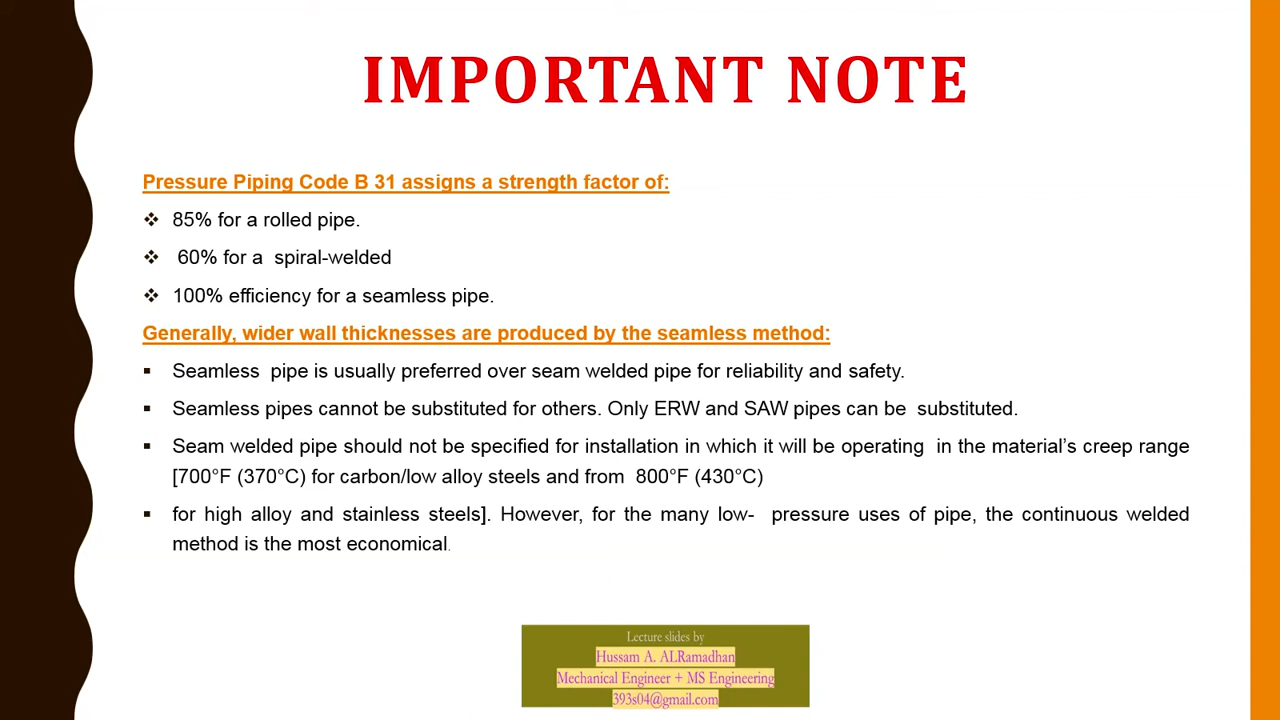 IMPORTANT NOTE
Pressure Piping Code B 31 assigns a strength factor of:
❖ 85% for a rolled pipe.
❖ 60% for a spiral-welded
❖ 100% efficiency for a seamless pipe.
Generally, wider wall thicknesses are produced by the seamless method:
▪ Seamless pipe is usually preferred over seam welded pipe for reliability and safety.
▪ Seamless pipes cannot be substituted for others. Only ERW and SAW pipes can be substituted.
▪ Seam welded pipe should not be specified for installation in which it will be operating in the material’s creep range
[700°F (370°C) for carbon/low alloy steels and from 800°F (430°C)
▪ for high alloy and stainless steels]. However, for the many low- pressure uses of pipe, the continuous welded
method is the most economical.
Lecture slides by
Hussam A. ALRamadhan
Mechanical Engineer + MS Engineering
393s04@gmail.com